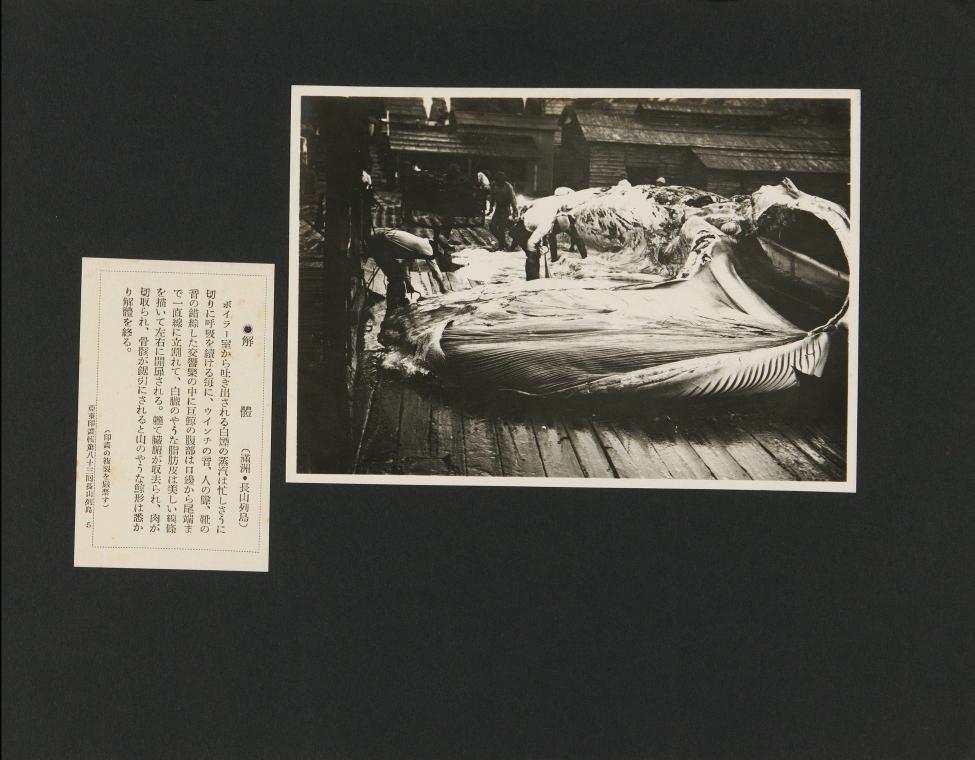 ●解體 (滿洲•長山列島)
ボイラー室から吐き出される白煙の蒸汽は忙しさうに
切りに呼吸を續ける每に、ウインチの音、人の聲、靴の
音の錯綜した交響樂の中に巨鯨の腹部は口邊から尾端ま
で一直線に立割れて、白臘のやうな脂肪皮は美しい線條
を描いて左右に開扉される。軈て臟腑が取去られ、肉が
切取られ、骨骼が鋸引にされると山のやうな鯨形は悉か
り解體を終る。
(印畫の複製を嚴禁す)
亞東印畫帖第八十三回長山列島 5